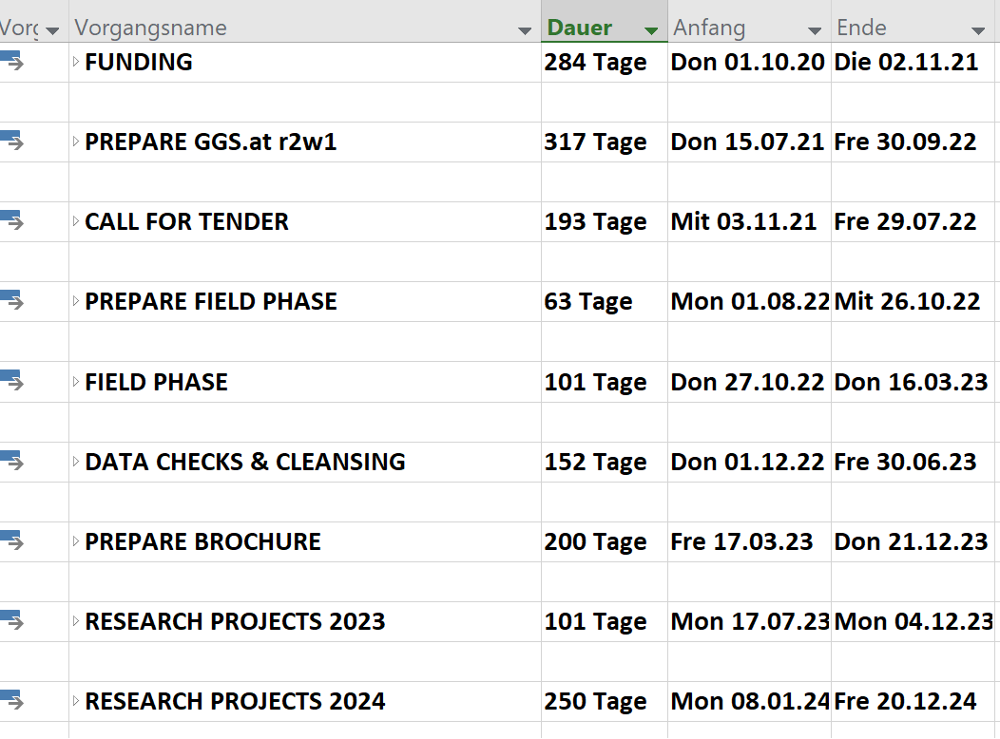 Vorg Vorgangsname Dauer Anfang Ende
FUNDING 284 Tage Don 01.10.20 Die 02.11.21
PREPARE GGS.at r2w1 317 Tage Don 15.07.21 Fre 30.09.22
CALL FOR TENDER 193 Tage Mit 03.11.21 Fre 29.07.22
PREPARE FIELD PHASE 63 Tage Mon 01.08.22 Mit 26.10.22
FIELD PHASE 101 Tage Don 27.10.22 Don 16.03.23
DATA CHECKS & CLEANSING 152 Tage Don 01.12.22 Fre 30.06.23
PREPARE BROCHURE 200 Tage Fre 17.03.23 Don 21.12.23
RESEARCH PROJECTS 2023 101 Tage Mon 17.07.23 Mon 04.12.23
RESEARCH PROJECTS 2024 250 Tage Mon 08.01.24 Fre 20.12.24